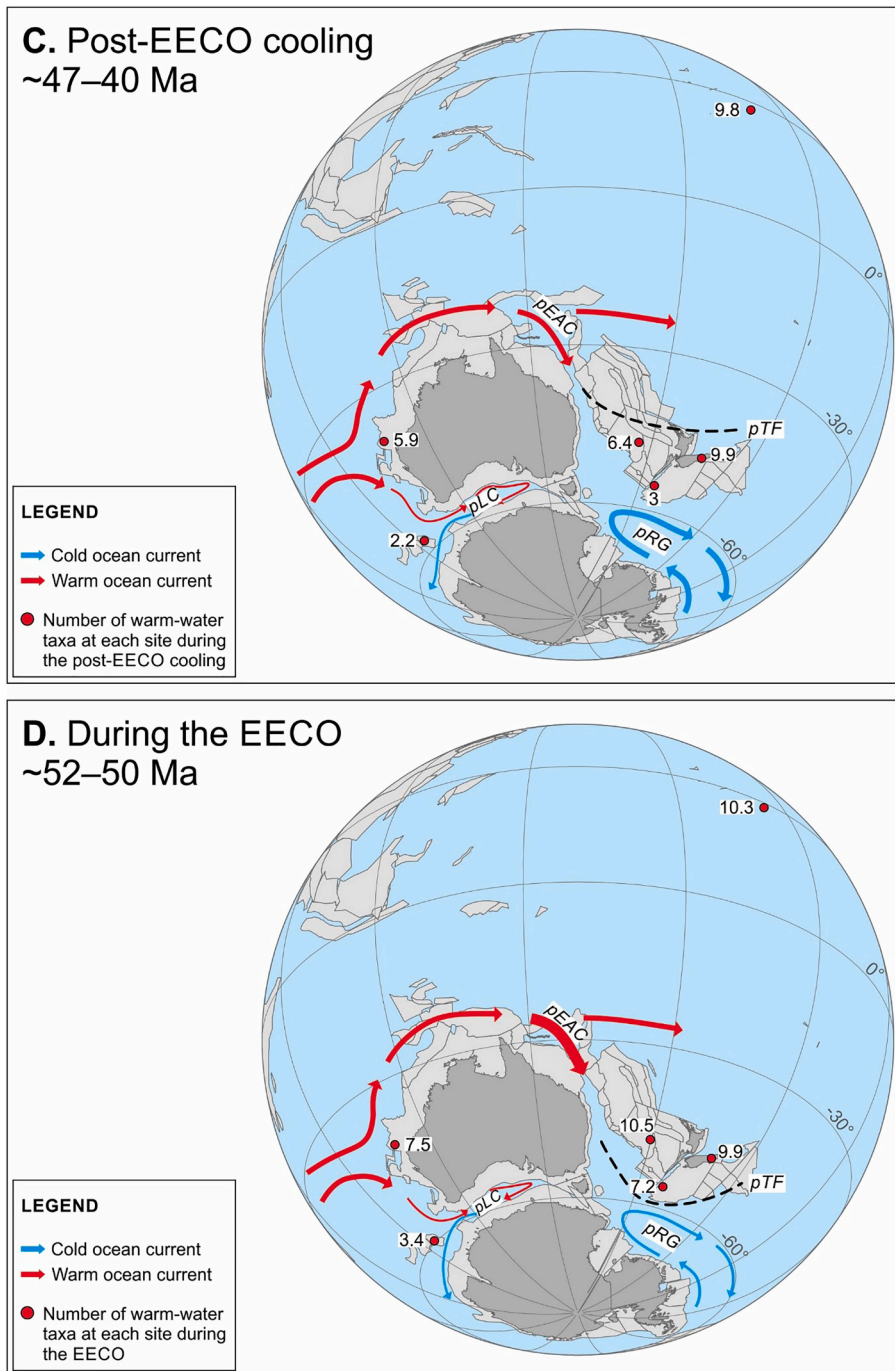 C. Post-EECO cooling
~47–40 Ma
9.8
0°
pEAC
-30°
pTF
5.9
6.4
9.9
3
pLC
pRG
-60°
2.2
LEGEND
Cold ocean current
Warm ocean current
Number of warm-water
taxa at each site during
the post-EECO cooling
D. During the EECO
~52–50 Ma
10.3
0°
pEAC
-30°
10.5
7.5
9.9
7.2
pTF
pLC
pRG
-60°
3.4
LEGEND
Cold ocean current
Warm ocean current
Number of warm-water
taxa at each site during
the EECO